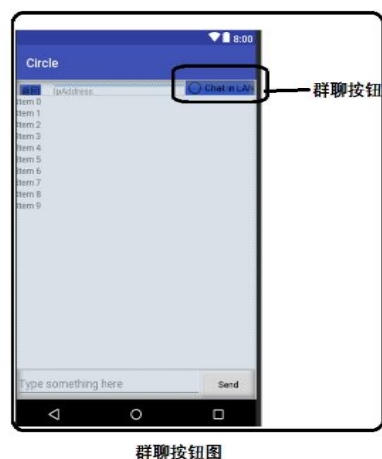 8:00
Circle
返回 IpAddress Chat in LAN
Item 0
Item 1
Item 2
Item 3
Item 4
Item 5
Item 6
Item 7
Item 8
Item 9
Type something here Send
群聊按钮
群聊按钮图